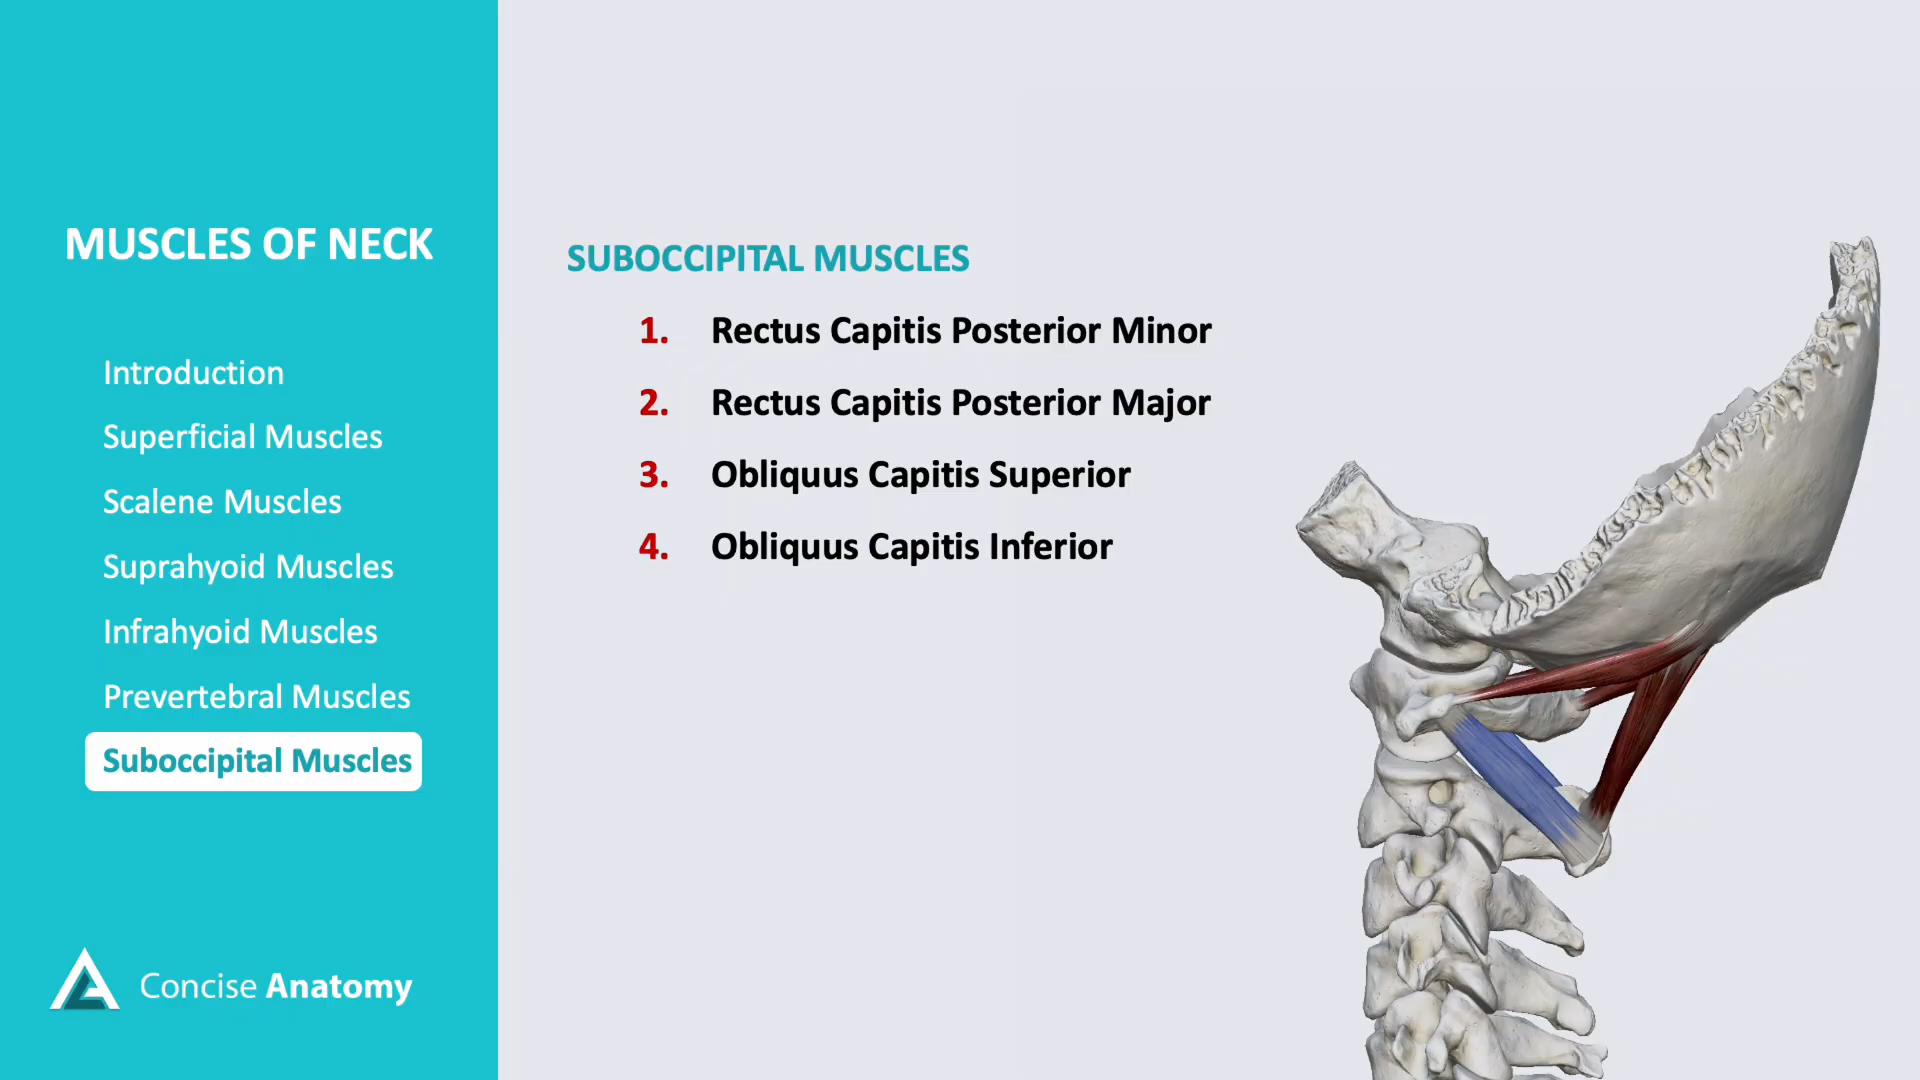 MUSCLES OF NECK
Introduction
Superficial Muscles
Scalene Muscles
Suprahyoid Muscles
Infrahyoid Muscles
Prevertebral Muscles
Suboccipital Muscles
Concise Anatomy
SUBOCCIPITAL MUSCLES
1. Rectus Capitis Posterior Minor
2. Rectus Capitis Posterior Major
3. Obliquus Capitis Superior
4. Obliquus Capitis Inferior